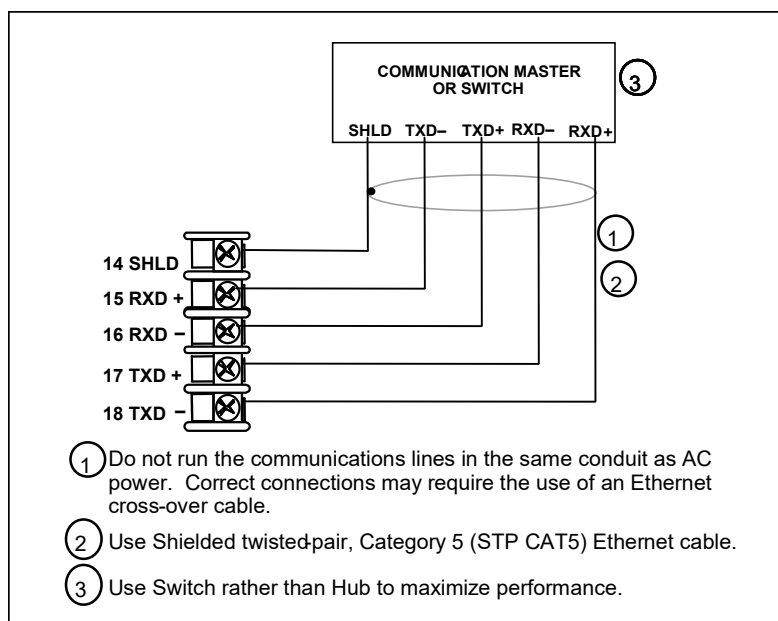 COMMUNICATION MASTER
OR SWITCH
3
SHLD TXD– TXD+ RXD– RXD+
1
2
14 SHLD
15 RXD +
16 RXD –
17 TXD +
18 TXD –
1 Do not run the communications lines in the same conduit as AC
power. Correct connections may require the use of an Ethernet
cross-over cable.
2 Use Shielded twisted-pair, Category 5 (STP CAT5) Ethernet cable.
3 Use Switch rather than Hub to maximize performance.